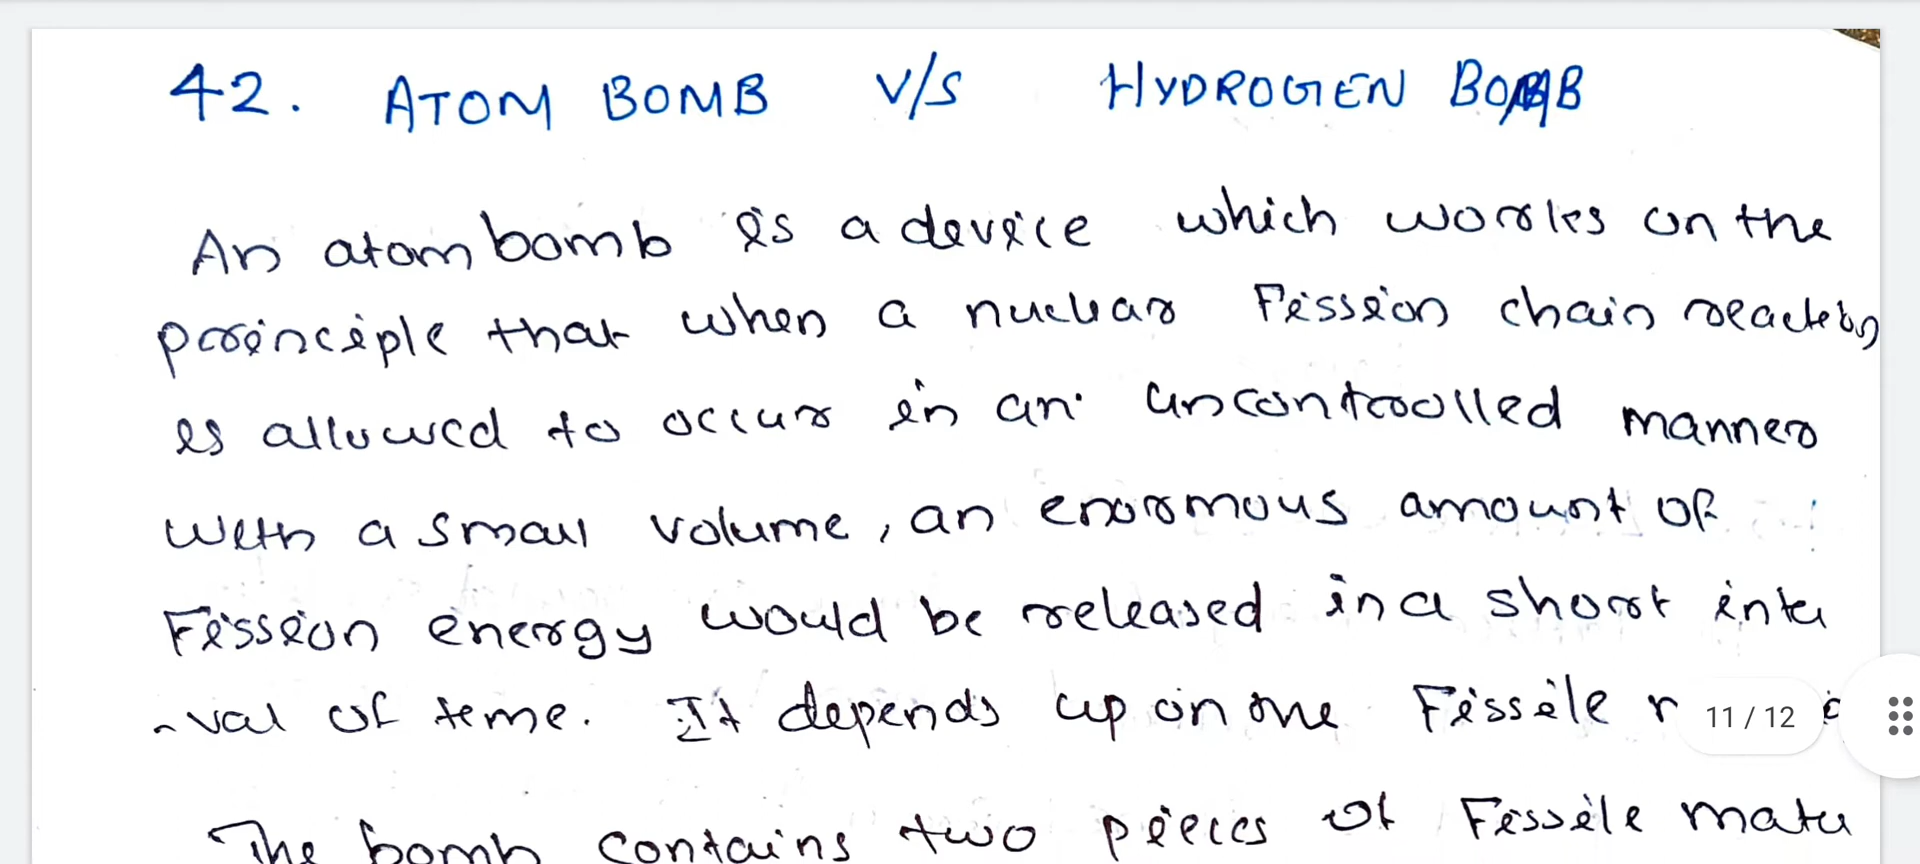 42. ATOM BOMB V/S HYDROGEN BOMB
An atom bomb is a device which works on the
principle that when a nuclear Fission chain reaction
is allowed to occur in an uncontrolled manner
with a small volume, an enormous amount of
Fission energy would be released in a short inter
-val of time. It depends up on one Fissile
11 / 12
The bomb contains two pieces of Fissile mater